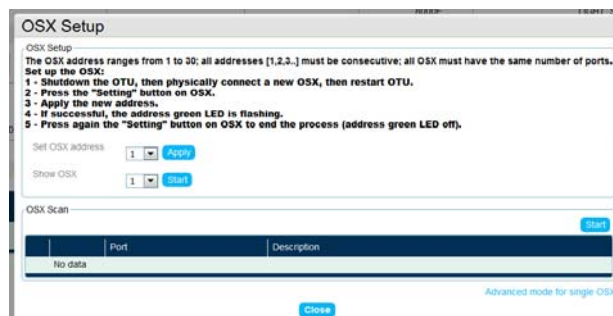 OSX Setup
OSX Setup
The OSX address ranges from 1 to 30; all addresses [1,2,3..] must be consecutive; all OSX must have the same number of ports.
Set up the OSX:
1 - Shutdown the OTU, then physically connect a new OSX, then restart OTU.
2 - Press the "Setting" button on OSX.
3 - Apply the new address.
4 - If successful, the address green LED is flashing.
5 - Press again the "Setting" button on OSX to end the process (address green LED off).
Set OSX address 1 Apply
Show OSX 1 Start
OSX Scan
Start
Port Description
No data
Advanced mode for single OSX
Close